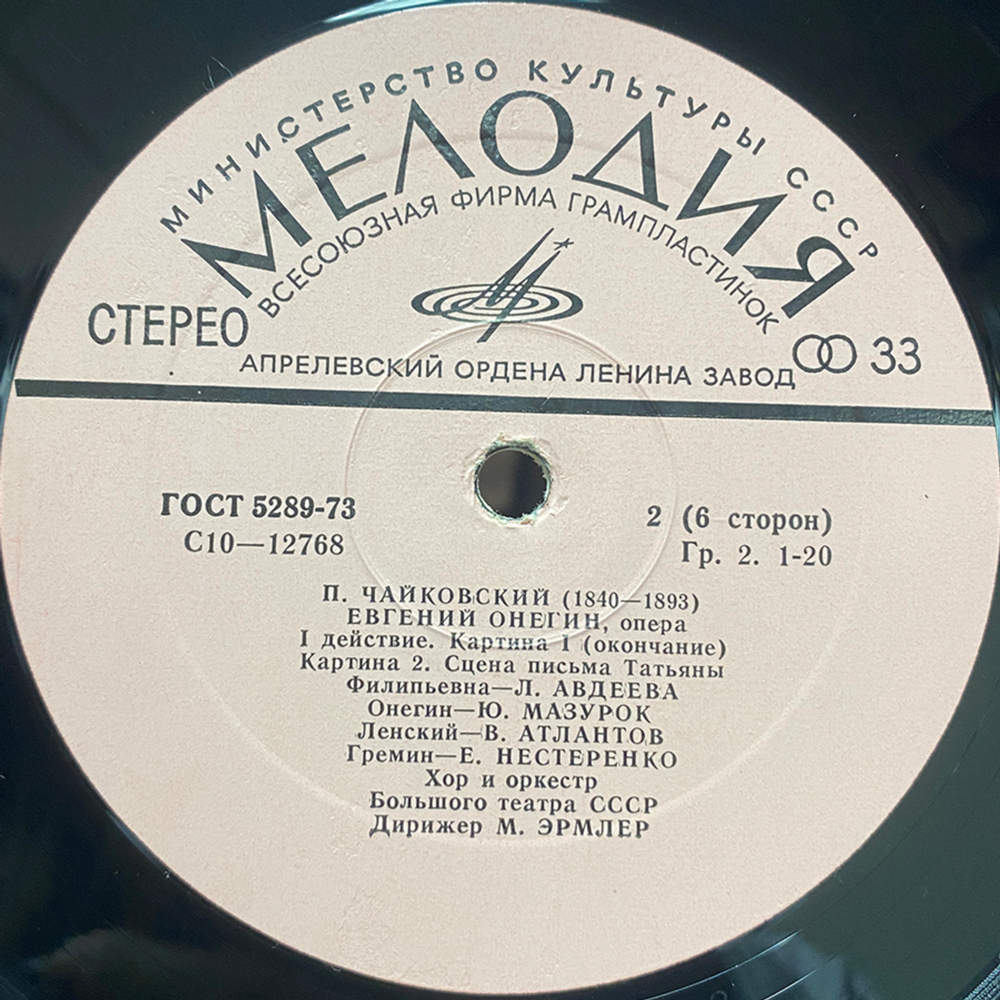 МИНИСТЕРСТВО КУЛЬТУРЫ СССР
МЕЛОДИЯ
ВСЕСОЮЗНАЯ ФИРМА ГРАМПЛАСТИНОК
СТЕРЕО
33
АПРЕЛЕВСКИЙ ОРДЕНА ЛЕНИНА ЗАВОД
ГОСТ 5289-73
С10—12768
2 (6 сторон)
Гр. 2. 1-20
П. ЧАЙКОВСКИЙ (1840—1893)
ЕВГЕНИЙ ОНЕГИН, опера
I действие. Картина I (окончание)
Картина 2. Сцена письма Татьяны
Филипьевна—Л. АВДЕЕВА
Онегин—Ю. МАЗУРОК
Ленский—В. АТЛАНТОВ
Гремин—Е. НЕСТЕРЕНКО
Хор и оркестр
Большого театра СССР
Дирижер М. ЭРМЛЕР